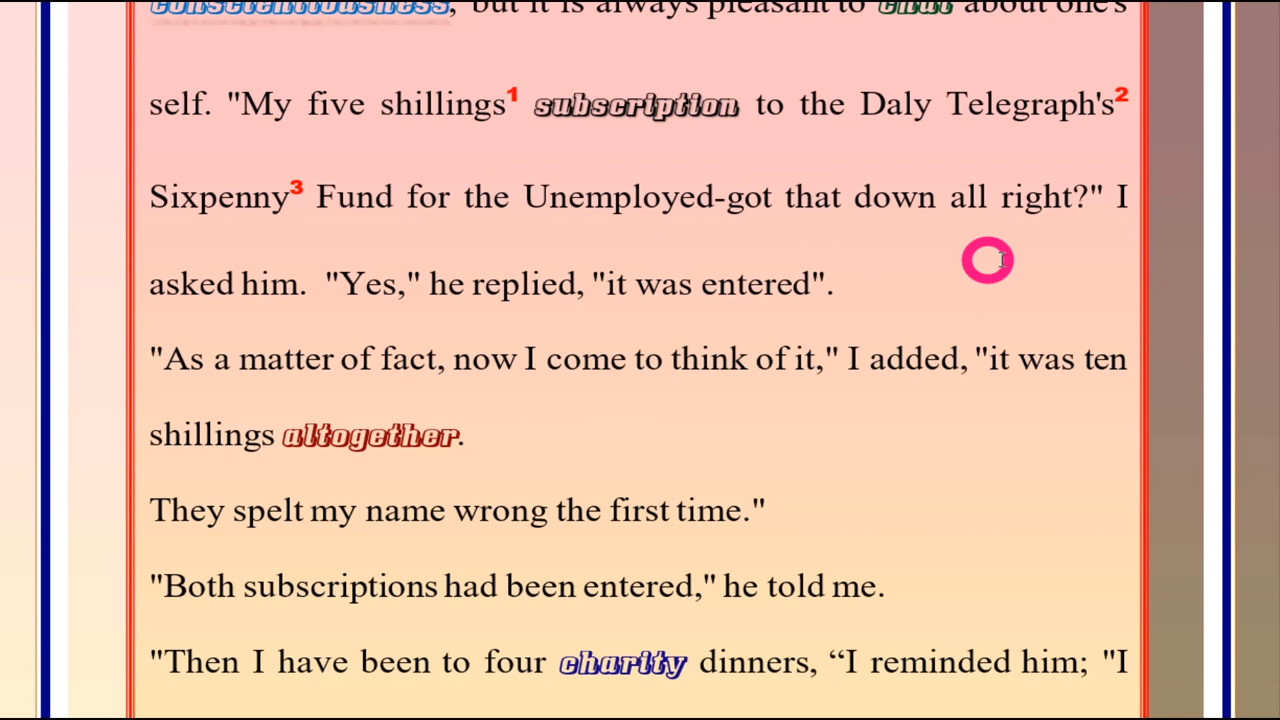 conscientiousness, but it is always pleasant to chat about one's
self. "My five shillings¹ subscription to the Daly Telegraph's²
Sixpenny³ Fund for the Unemployed-got that down all right?" I
asked him. "Yes," he replied, "it was entered".
"As a matter of fact, now I come to think of it," I added, "it was ten
shillings altogether.
They spelt my name wrong the first time."
"Both subscriptions had been entered," he told me.
"Then I have been to four charity dinners, “I reminded him; "I